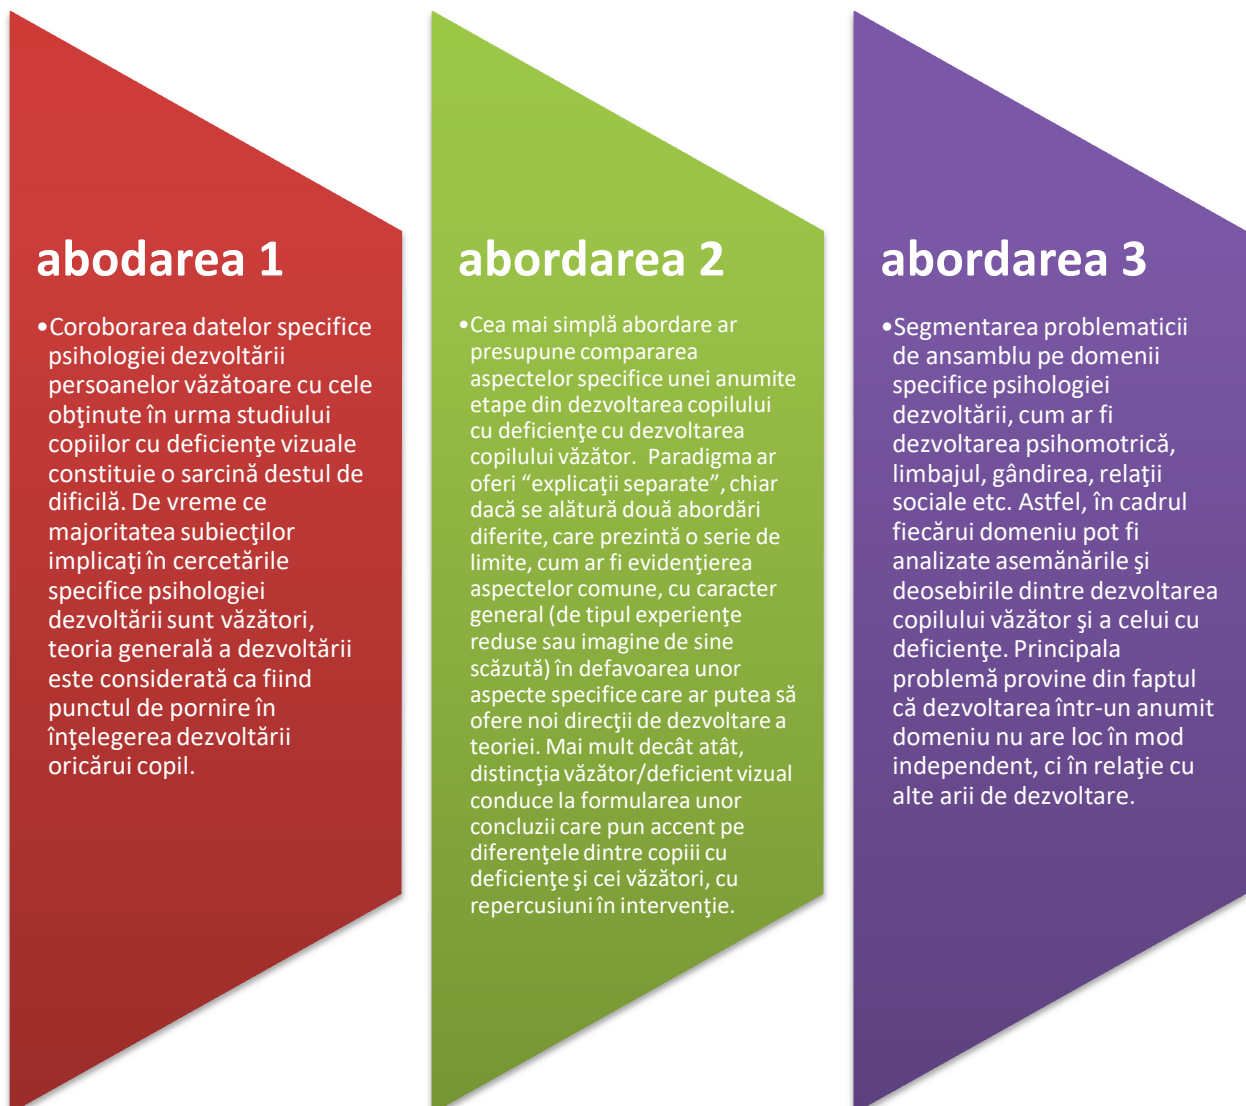 abodarea 1
•Coroborarea datelor specifice
psihologiei dezvoltării
persoanelor văzătoare cu cele
obţinute în urma studiului
copiilor cu deficienţe vizuale
constituie o sarcină destul de
dificilă. De vreme ce
majoritatea subiecţilor
implicaţi în cercetările
specifice psihologiei
dezvoltării sunt văzători,
teoria generală a dezvoltării
este considerată ca fiind
punctul de pornire în
înţelegerea dezvoltării
oricărui copil.
abordarea 2
•Cea mai simplă abordare ar
presupune compararea
aspectelor specifice unei anumite
etape din dezvoltarea copilului
cu deficienţe cu dezvoltarea
copilului văzător.  Paradigma ar
oferi “explicaţii separate”, chiar
dacă se alătură două abordări
diferite, care prezintă o serie de
limite, cum ar fi evidenţierea
aspectelor comune, cu caracter
general (de tipul experienţe
reduse sau imagine de sine
scăzută) în defavoarea unor
aspecte specifice care ar putea să
ofere noi direcţii de dezvoltare a
teoriei. Mai mult decât atât,
distincţia văzător/deficient vizual
conduce la formularea unor
concluzii care pun accent pe
diferenţele dintre copiii cu
deficienţe şi cei văzători, cu
repercusiuni în intervenţie.
abordarea 3
•Segmentarea problematicii
de ansamblu pe domenii
specifice psihologiei
dezvoltării, cum ar fi
dezvoltarea psihomotrică,
limbajul, gândirea, relaţii
sociale etc. Astfel, în cadrul
fiecărui domeniu pot fi
analizate asemănările şi
deosebirile dintre dezvoltarea
copilului văzător şi a celui cu
deficienţe. Principala
problemă provine din faptul
că dezvoltarea într-un anumit
domeniu nu are loc în mod
independent, ci în relaţie cu
alte arii de dezvoltare.